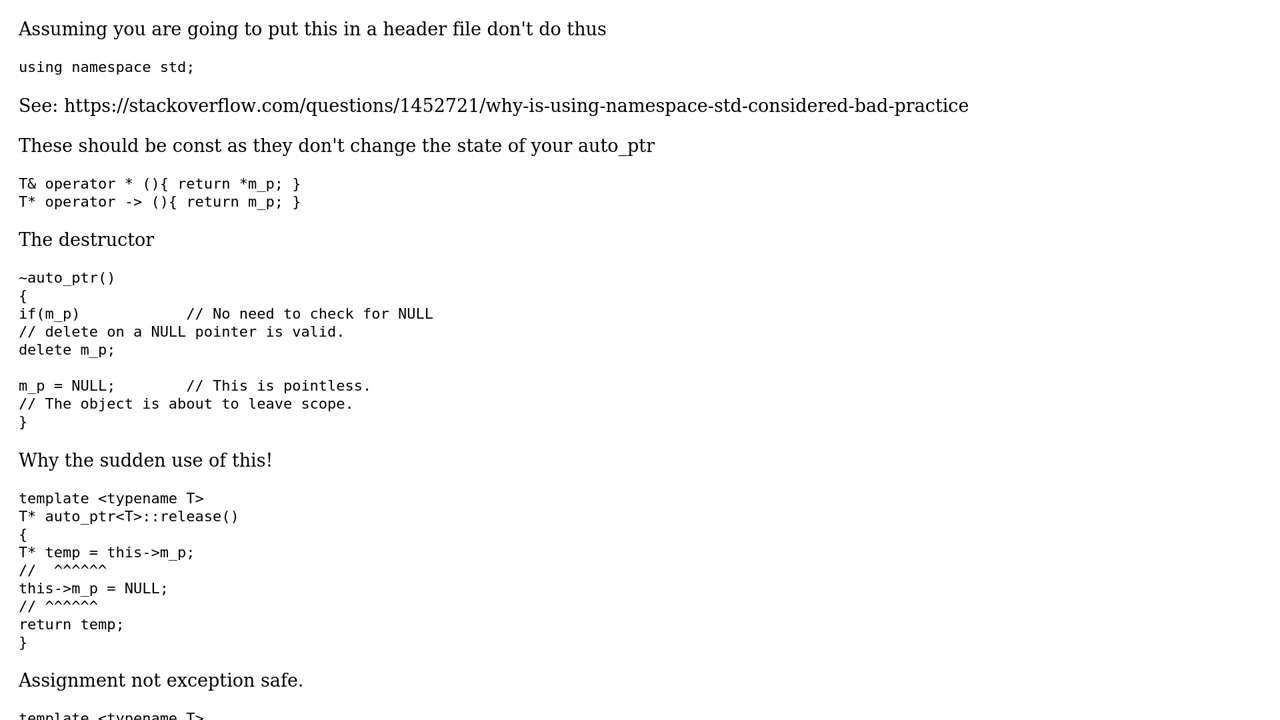 Assuming you are going to put this in a header file don't do thus
using namespace std;
See: https://stackoverflow.com/questions/1452721/why-is-using-namespace-std-considered-bad-practice
These should be const as they don't change the state of your auto_ptr
T& operator * (){ return *m_p; }
T* operator -> (){ return m_p; }
The destructor
~auto_ptr()
{
if(m_p)            // No need to check for NULL
// delete on a NULL pointer is valid.
delete m_p;
m_p = NULL;        // This is pointless.
// The object is about to leave scope.
}
Why the sudden use of this!
template <typename T>
T* auto_ptr<T>::release()
{
T* temp = this->m_p;
//  ^^^^^^
this->m_p = NULL;
// ^^^^^^
return temp;
}
Assignment not exception safe.
template <typename T>